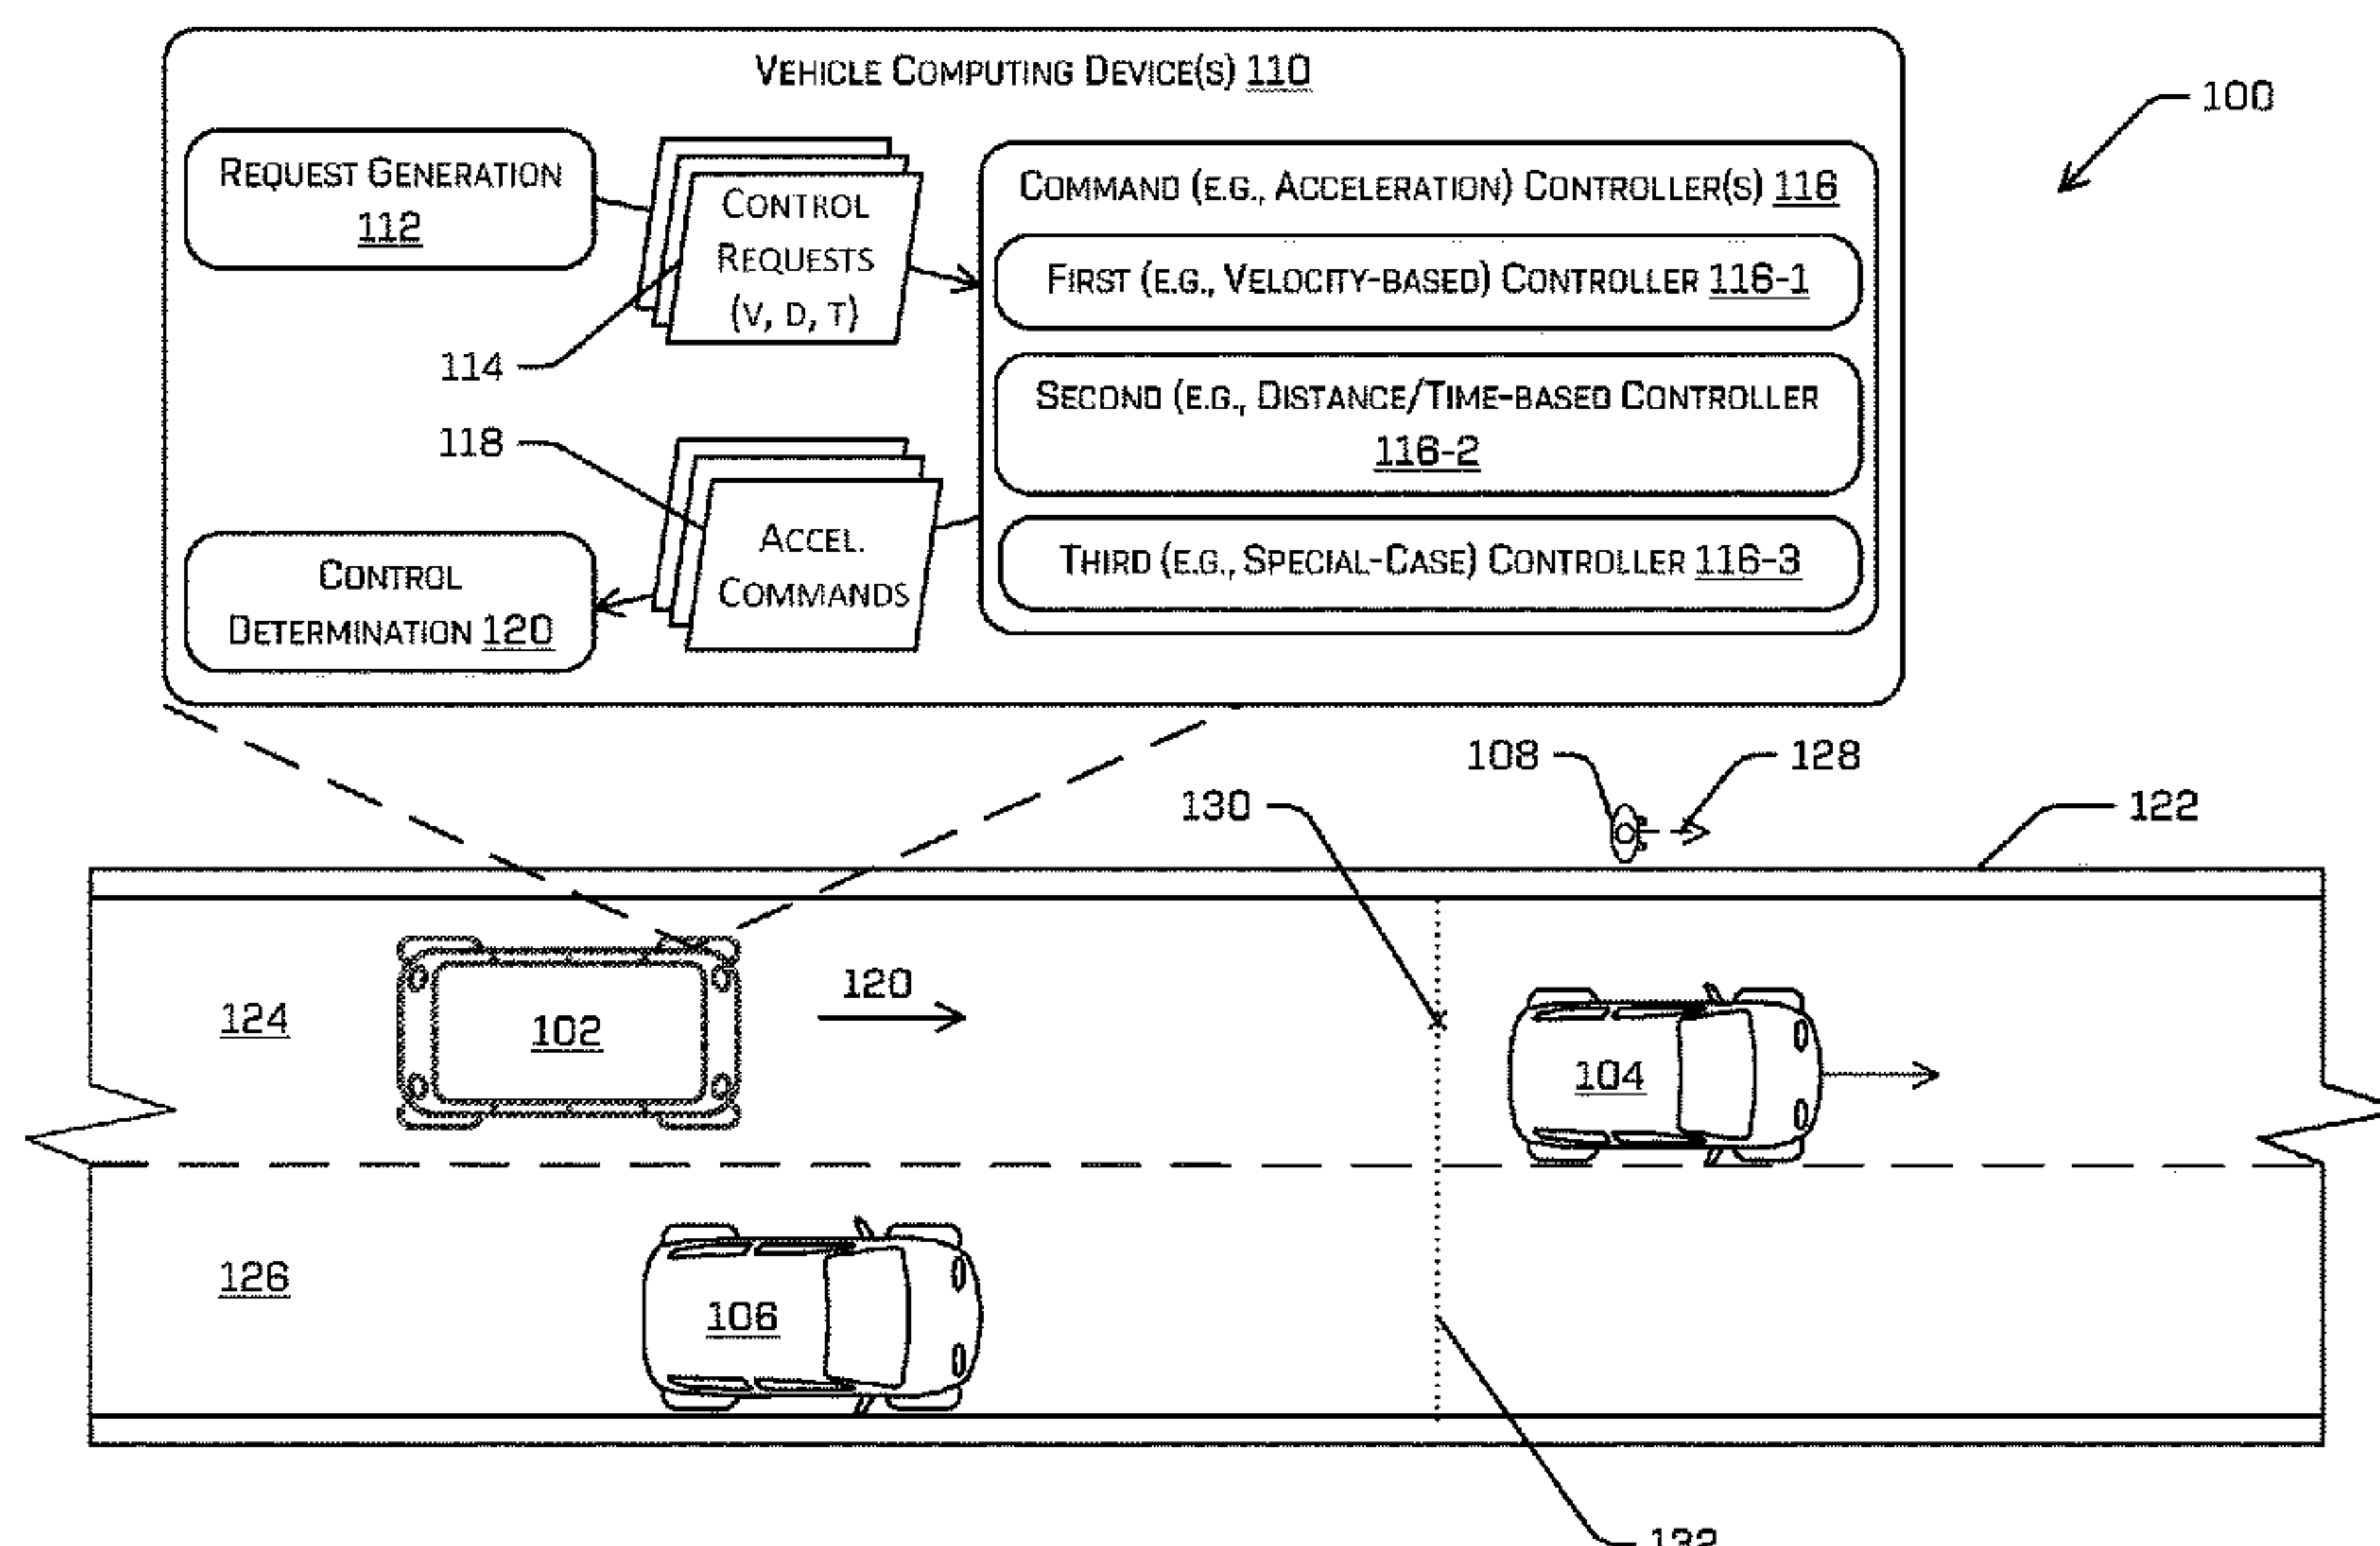 VEHICLE COMPUTING DEVICE(S) 110
100
REQUEST GENERATION
112
CONTROL
REQUESTS
(V, D, T)
114
COMMAND (E.G., ACCELERATION) CONTROLLER(S) 116
FIRST (E.G., VELOCITY-BASED) CONTROLLER 116-1
SECOND (E.G., DISTANCE/TIME-BASED CONTROLLER
116-2
THIRD (E.G., SPECIAL-CASE) CONTROLLER 116-3
118
ACCEL.
COMMANDS
CONTROL
DETERMINATION 120
108
128
130
122
124
102
120
104
126
106